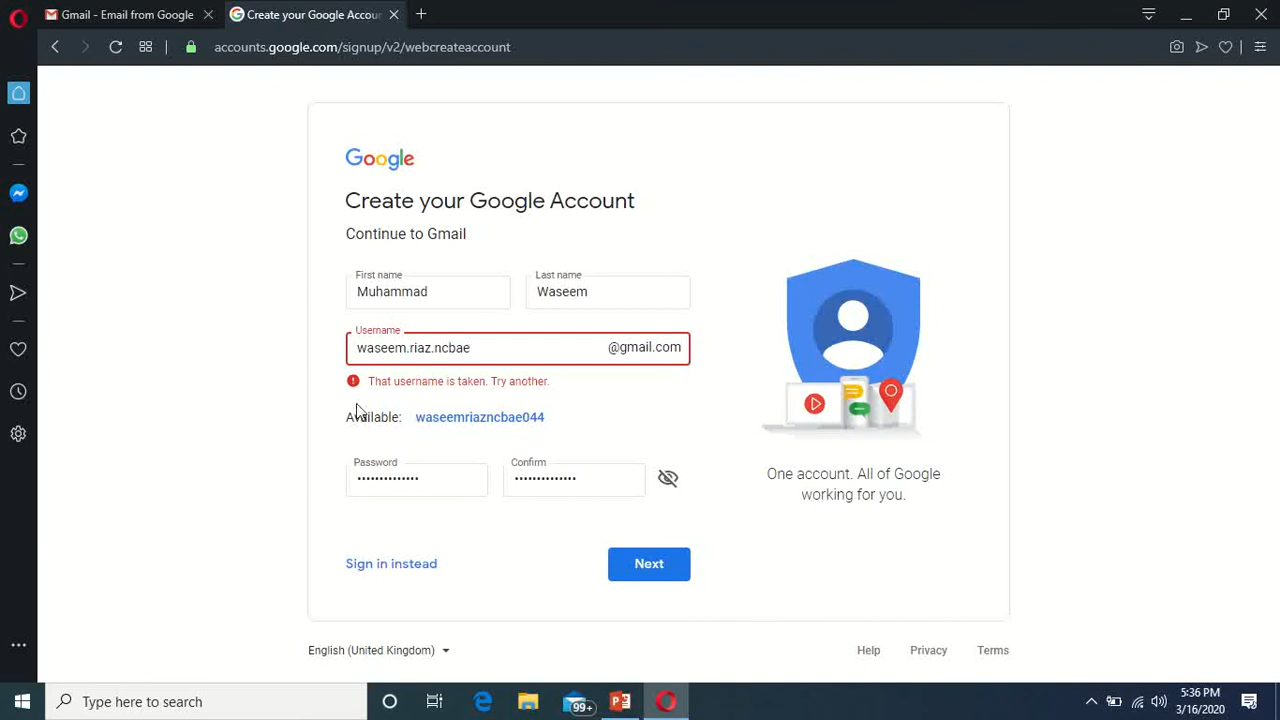 Gmail - Email from Google
Create your Google Accour
accounts.google.com/signup/v2/webcreateaccount
Google
Create your Google Account
Continue to Gmail
First name
Muhammad
Last name
Waseem
Username
waseem.riaz.ncbae
@gmail.com
That username is taken. Try another.
Available: waseemriazncbae044
Password
Confirm
One account. All of Google
working for you.
Sign in instead
Next
English (United Kingdom)
Help
Privacy
Terms
Type here to search
99+
5:36 PM
3/16/2020